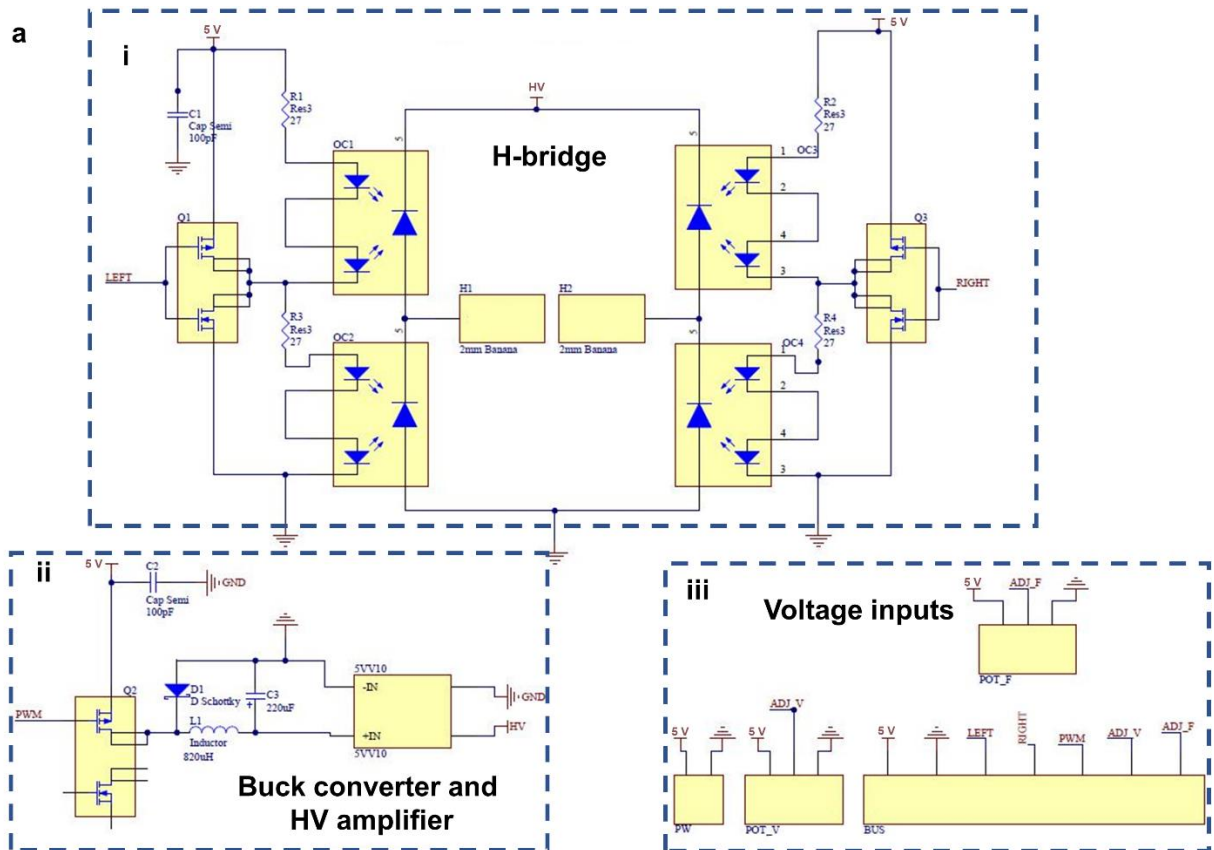 a
i
5 V
C1
Cap Semi
100pF
R1
Res3
27
HV
5 V
R2
Res3
27
H-bridge
OC1
5
5
1
OC3
2
4
3
Q1
LEFT
Q3
RIGHT
R3
Res3
27
H1
2mm Banana
H2
2mm Banana
R4
Res3
27
OC2
5
5
1
OC4
2
4
3
ii
5 V
C2
Cap Semi
100pF
GND
Q2
PWM
D1
D Schottky
C3
220uF
+
L1
Inductor
820uH
5VV10
-IN
+IN
5VV10
GND
HV
Buck converter and
HV amplifier
iii
Voltage inputs
5 V
ADJ_F
POT_F
5 V
PW
5 V
ADJ_V
POT_V
5 V
LEFT
RIGHT
PWM
ADJ_V
ADJ_F
BUS